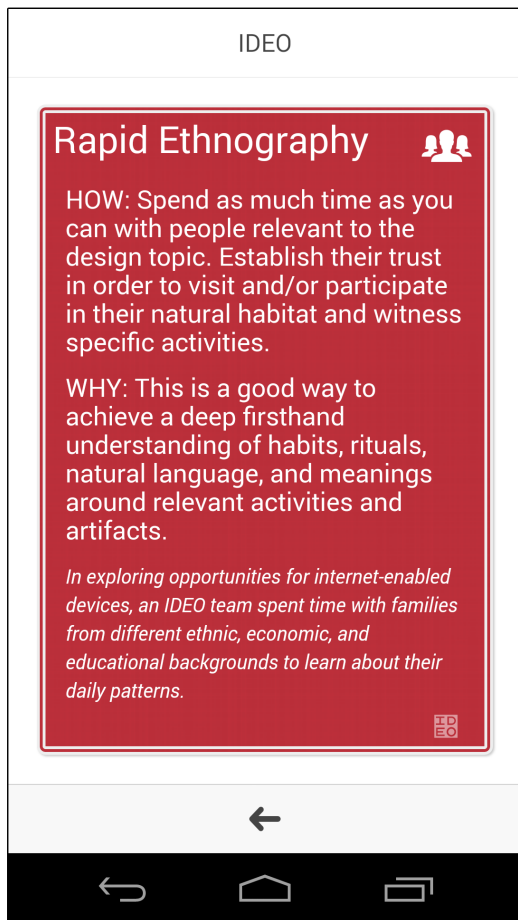 IDEO
Rapid Ethnography
HOW: Spend as much time as you
can with people relevant to the
design topic. Establish their trust
in order to visit and/or participate
in their natural habitat and witness
specific activities.
WHY: This is a good way to
achieve a deep firsthand
understanding of habits, rituals,
natural language, and meanings
around relevant activities and
artifacts.
In exploring opportunities for internet-enabled
devices, an IDEO team spent time with families
from different ethnic, economic, and
educational backgrounds to learn about their
daily patterns.
ID
EO